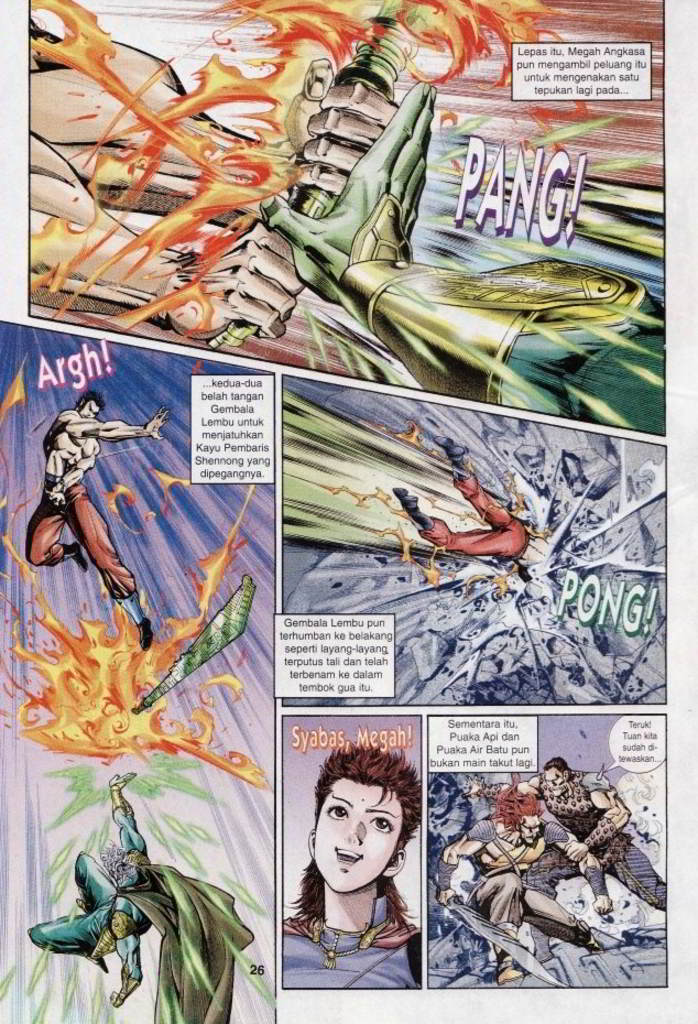 Lepas itu, Megah Angkasa
pun mengambil peluang itu
untuk mengenakan satu
tepukan lagi pada...
PANG!
Argh!
...kedua-dua
belah tangan
Gembala
Lembu untuk
menjatuhkan
Kayu Pembaris
Shennong yang
dipegangnya.
PONG!
Gembala Lembu pun
terhumban ke belakang
seperti layang-layang
terputus tali dan telah
terbenam ke dalam
tembok gua itu.
Syabas, Megah!
Sementara itu,
Puaka Api dan
Puaka Air Batu pun
bukan main takut lagi.
Teruk!
Tuan kita
sudah di-
tewaskan...
26